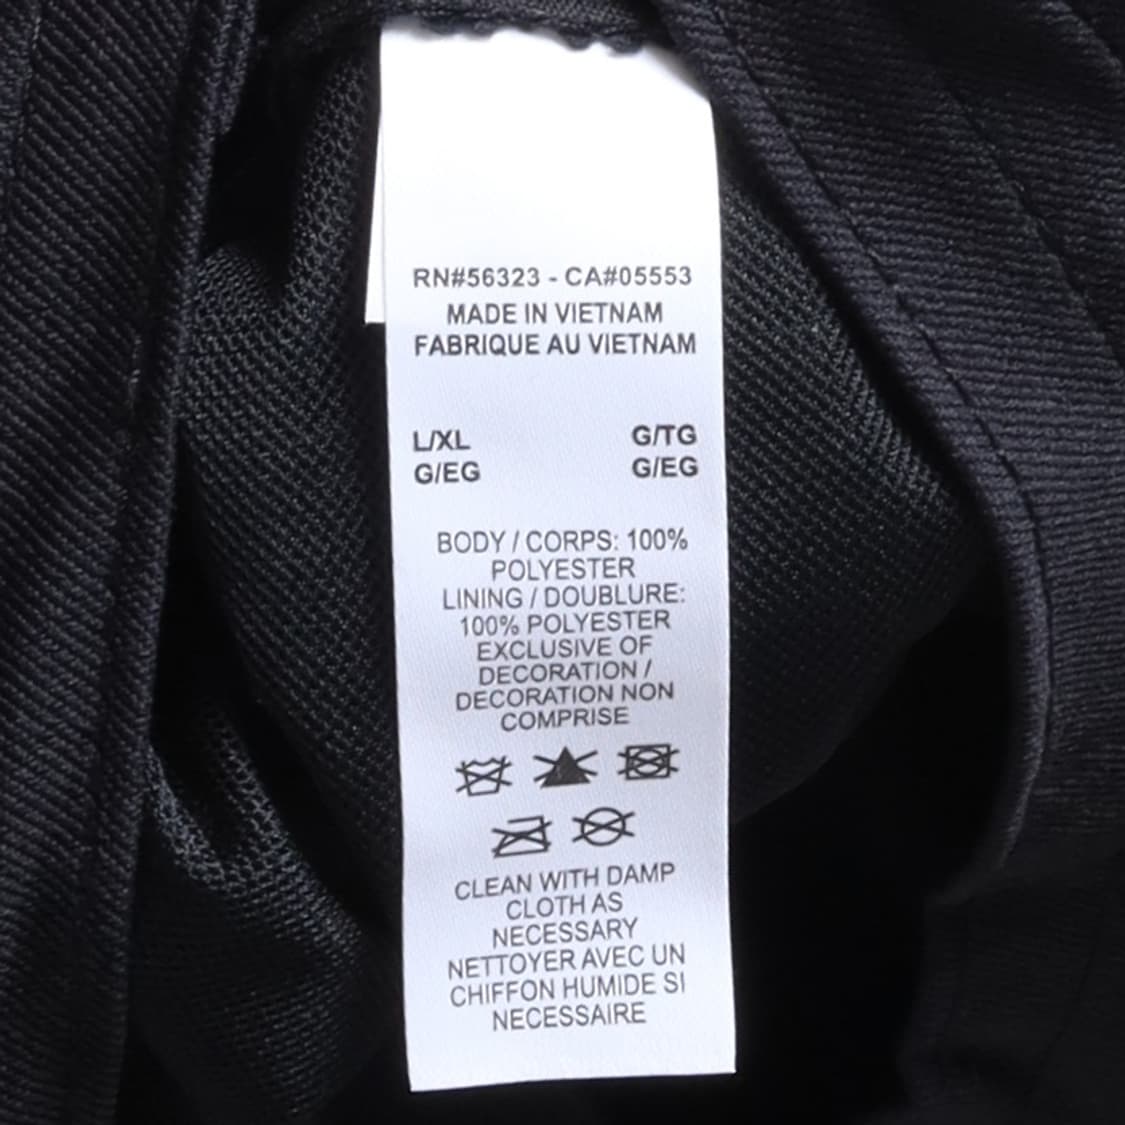 RN#56323 - CA#05553
MADE IN VIETNAM
FABRIQUE AU VIETNAM
L/XL G/TG
G/EG G/EG
BODY / CORPS: 100%
POLYESTER
LINING / DOUBLURE:
100% POLYESTER
EXCLUSIVE OF
DECORATION /
DECORATION NON
COMPRISE
CLEAN WITH DAMP
CLOTH AS
NECESSARY
NETTOYER AVEC UN
CHIFFON HUMIDE SI
NECESSAIRE